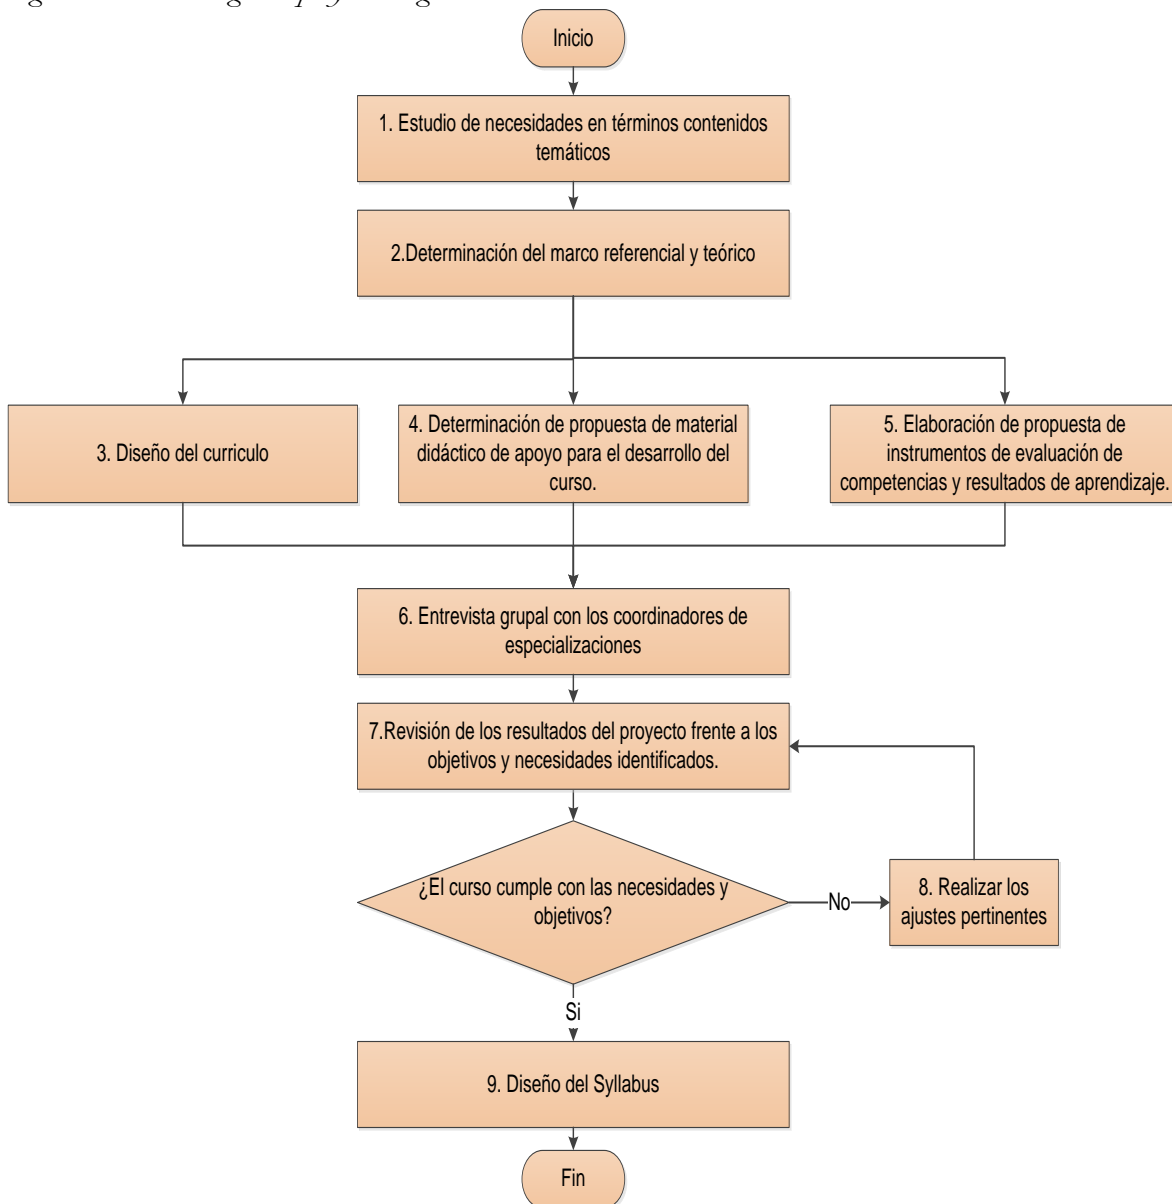 Inicio
1. Estudio de necesidades en términos contenidos
temáticos
2.Determinación del marco referencial y teórico
3. Diseño del curriculo
4. Determinación de propuesta de material
didáctico de apoyo para el desarrollo del
curso.
5. Elaboración de propuesta de
instrumentos de evaluación de
competencias y resultados de aprendizaje.
6. Entrevista grupal con los coordinadores de
especializaciones
7.Revisión de los resultados del proyecto frente a los
objetivos y necesidades identificados.
¿El curso cumple con las necesidades y
objetivos?
No
8. Realizar los
ajustes pertinentes
Si
9. Diseño del Syllabus
Fin